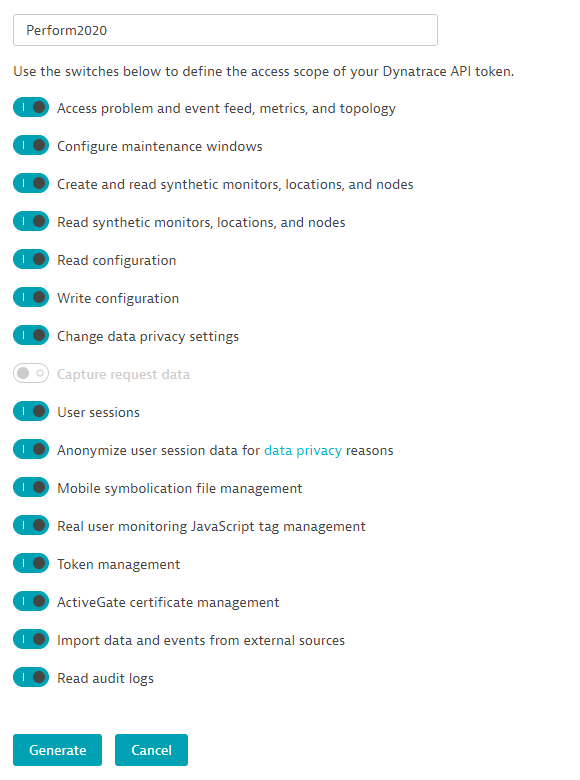 Perform2020
Use the switches below to define the access scope of your Dynatrace API token.
Access problem and event feed, metrics, and topology
Configure maintenance windows
Create and read synthetic monitors, locations, and nodes
Read synthetic monitors, locations, and nodes
Read configuration
Write configuration
Change data privacy settings
Capture request data
User sessions
Anonymize user session data for data privacy reasons
Mobile symbolication file management
Real user monitoring JavaScript tag management
Token management
ActiveGate certificate management
Import data and events from external sources
Read audit logs
Generate Cancel